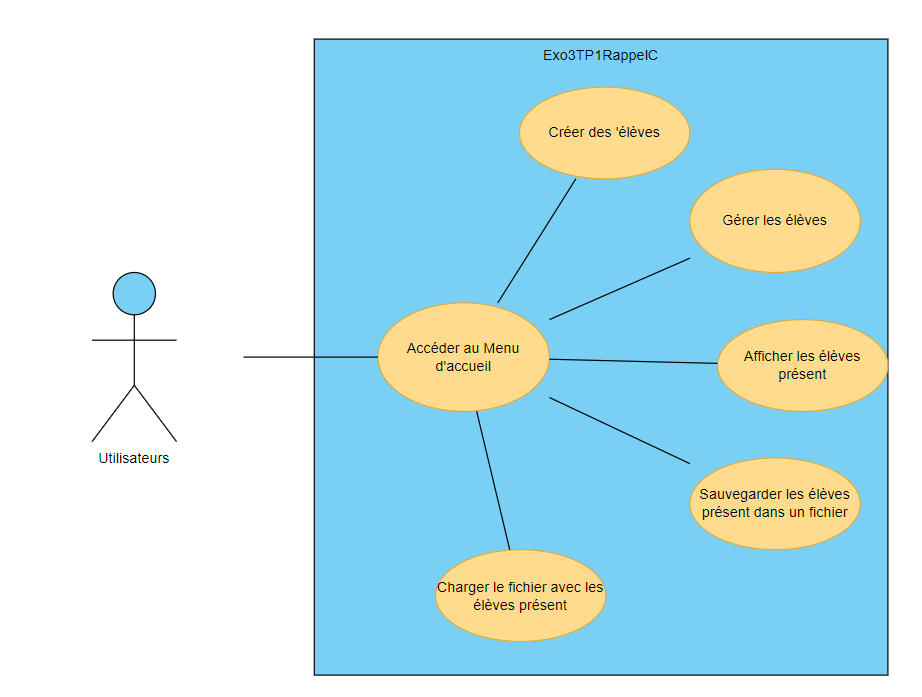 Exo3TP1RappelC
Créer des 'élèves
Gérer les élèves
Accéder au Menu
d'accueil
Afficher les élèves
présent
Utilisateurs
Sauvegarder les élèves
présent dans un fichier
Charger le fichier avec les
élèves présent